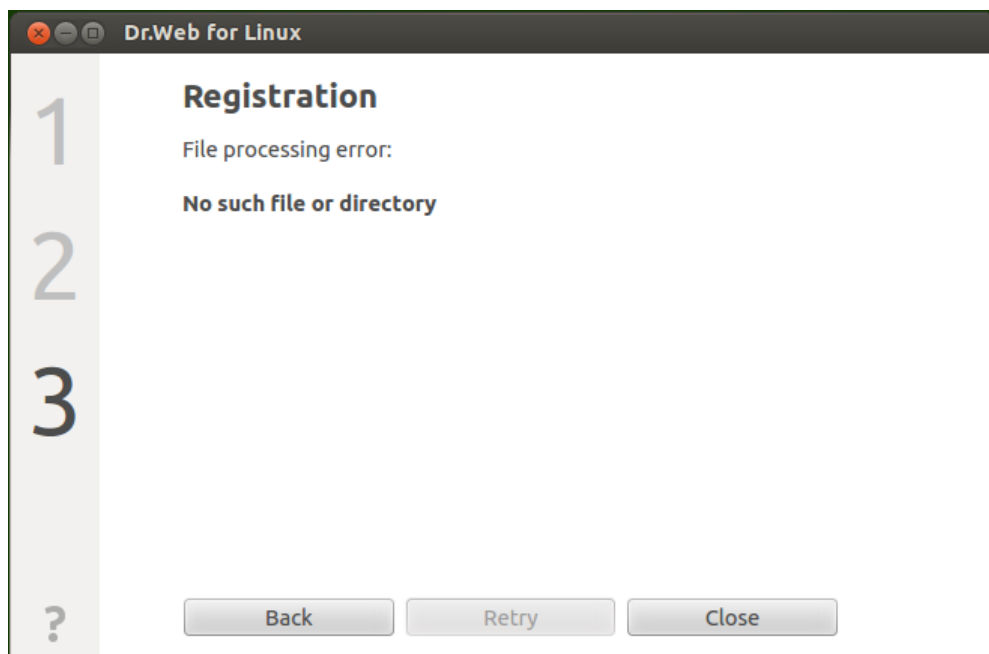 Dr.Web for Linux
1
Registration
File processing error:
No such file or directory
2
3
?
Back Retry Close